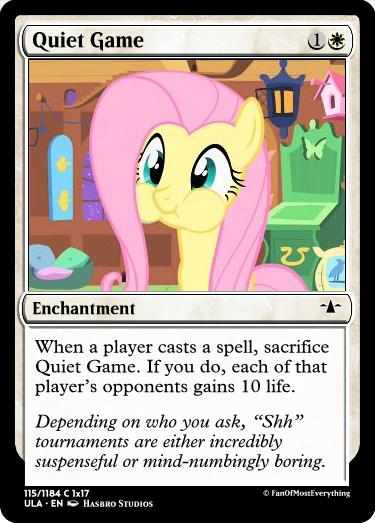 Quiet Game 1
Enchantment
When a player casts a spell, sacrifice
Quiet Game. If you do, each of that
player's opponents gains 10 life.
Depending on who you ask, “Shh”
tournaments are either incredibly
suspenseful or mind-numbingly boring.
115/1184 C 1x17
ULA • EN Hasbro Studios
© FanOfMostEverything